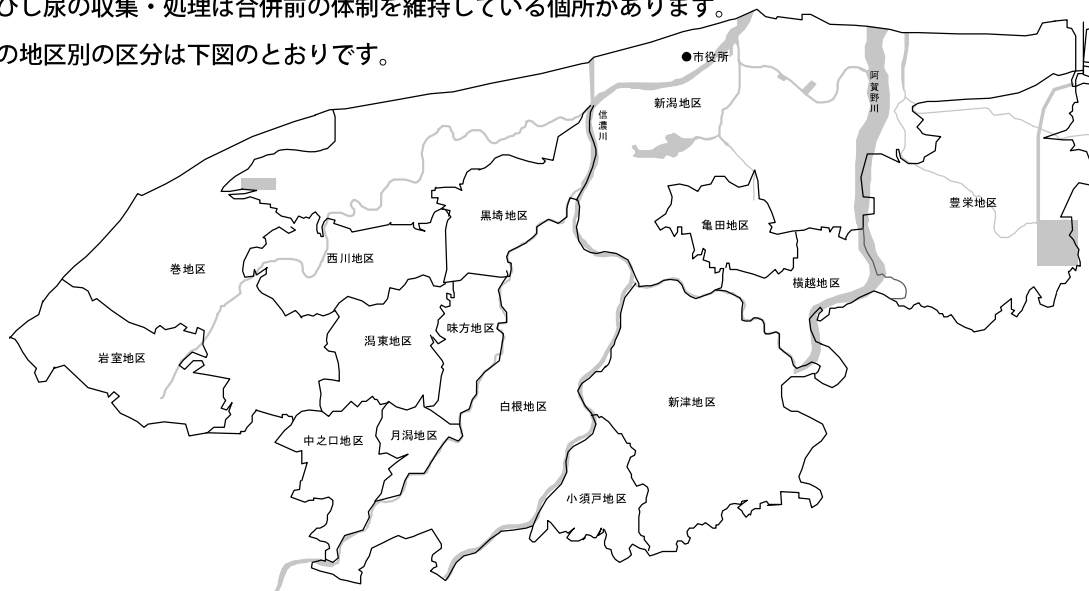 びし尿の収集・処理は合併前の体制を維持している個所があります。
の地区別の区分は下図のとおりです。
●市役所
新潟地区
阿賀野川
信濃川
豊栄地区
黒埼地区
亀田地区
西川地区
巻地区
横越地区
味方地区
潟東地区
岩室地区
白根地区
新津地区
中之口地区
月潟地区
小須戸地区